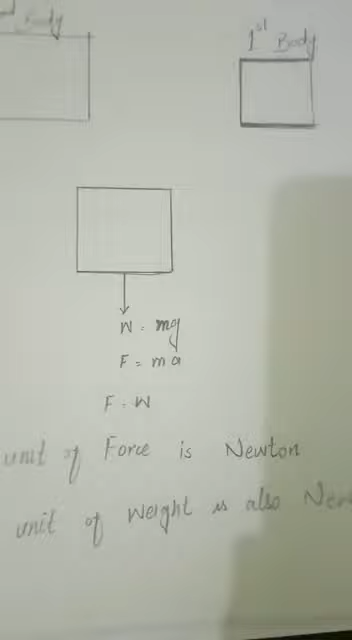 Body
1st Body
W = mg
F = ma
F = W
unit of Force is Newton
unit of Weight is also